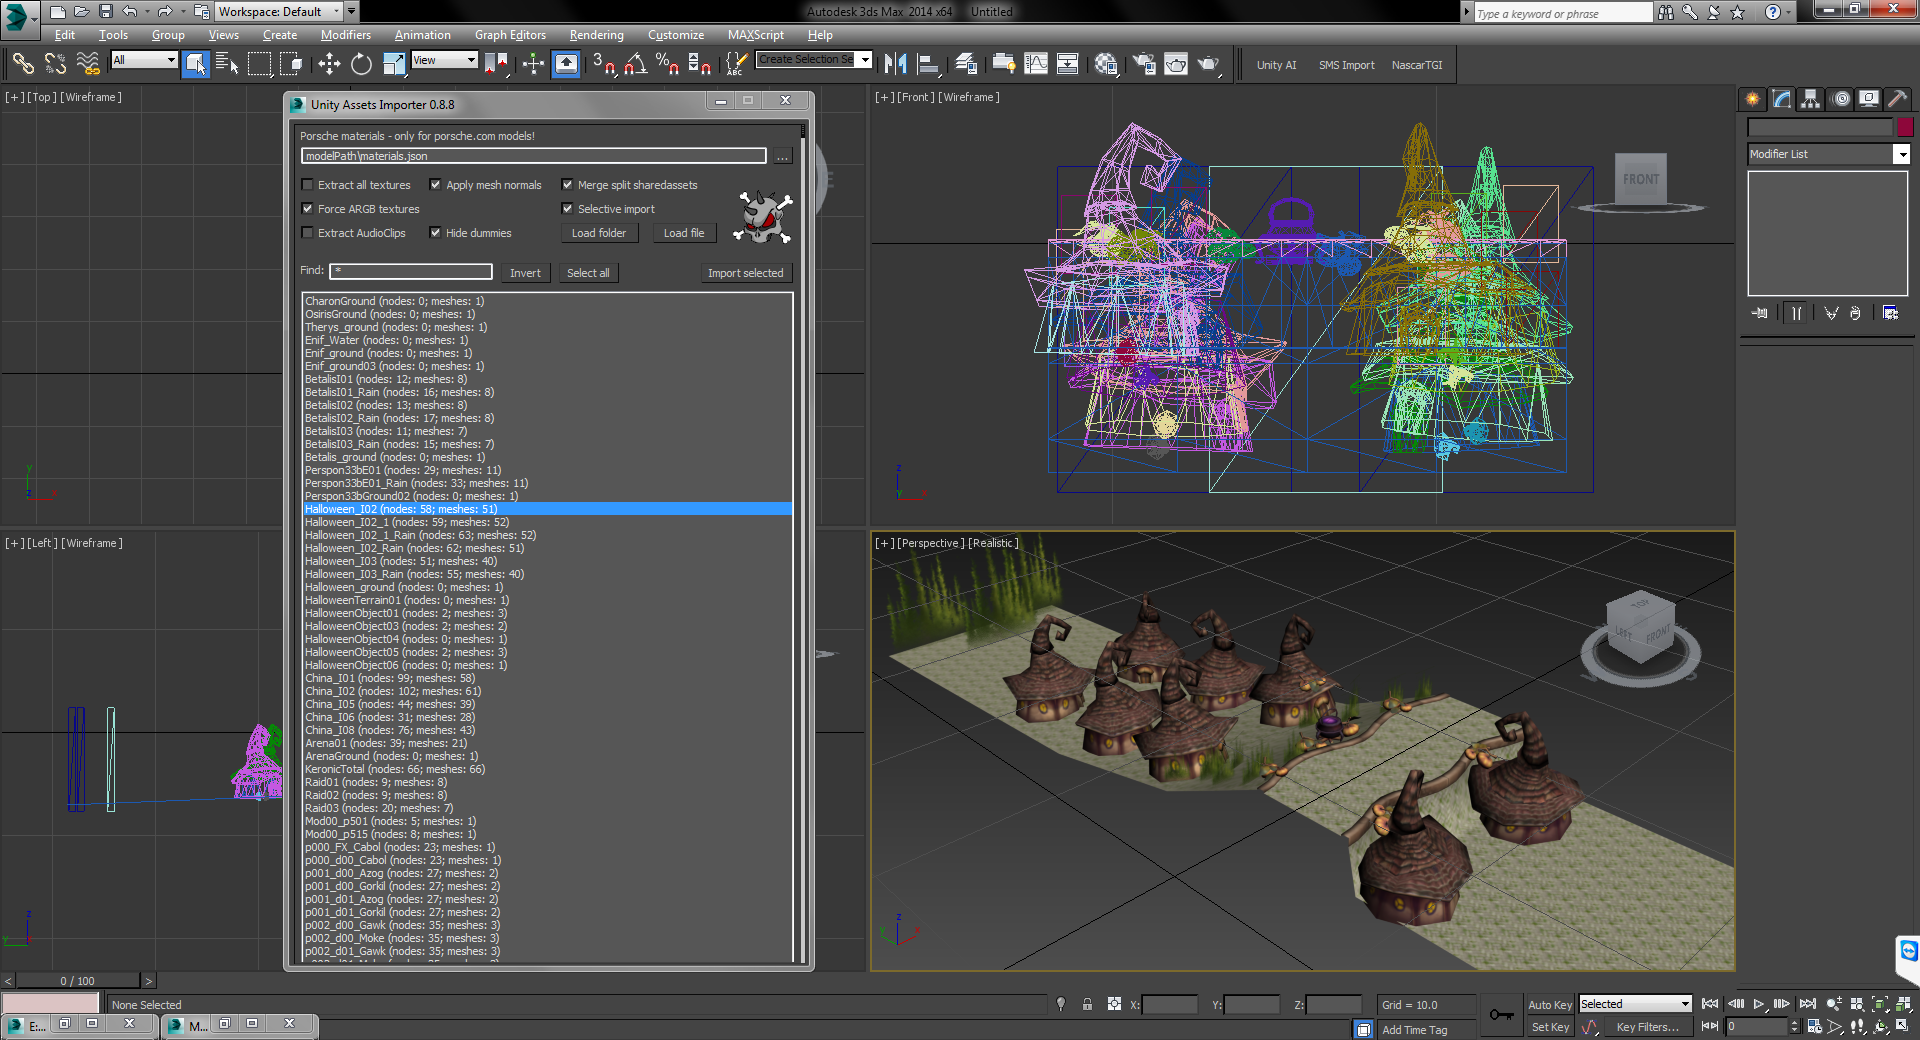 Workspace: Default
Autodesk 3ds Max 2014 x64 Untitled
Type a keyword or phrase
Edit Tools Group Views Create Modifiers Animation Graph Editors Rendering Customize MAXScript Help
All
View
Create Selection Se
Unity AI SMS Import NascarTGI
[+] [Top] [Wireframe]
Unity Assets Importer 0.8.8
Porsche materials - only for porsche.com models!
modelPath\materials.json
...
Extract all textures Apply mesh normals Merge split sharedassets
Force ARGB textures Selective import
Extract AudioClips Hide dummies Load folder Load file
Find: * Invert Select all Import selected
CharonGround (nodes: 0; meshes: 1)
OsirisGround (nodes: 0; meshes: 1)
Therys_ground (nodes: 0; meshes: 1)
Enif_Water (nodes: 0; meshes: 1)
Enif_ground (nodes: 0; meshes: 1)
Enif_ground03 (nodes: 0; meshes: 1)
BetalisI01 (nodes: 12; meshes: 8)
BetalisI01_Rain (nodes: 16; meshes: 8)
BetalisI02 (nodes: 13; meshes: 8)
BetalisI02_Rain (nodes: 17; meshes: 8)
BetalisI03 (nodes: 11; meshes: 7)
BetalisI03_Rain (nodes: 15; meshes: 7)
Betalis_ground (nodes: 0; meshes: 1)
Perspon33bE01 (nodes: 29; meshes: 11)
Perspon33bE01_Rain (nodes: 33; meshes: 11)
Perspon33bGround02 (nodes: 0; meshes: 1)
Halloween_I02 (nodes: 58; meshes: 51)
Halloween_I02_1 (nodes: 59; meshes: 52)
Halloween_I02_1_Rain (nodes: 63; meshes: 52)
Halloween_I02_Rain (nodes: 62; meshes: 51)
Halloween_I03 (nodes: 51; meshes: 40)
Halloween_I03_Rain (nodes: 55; meshes: 40)
Halloween_ground (nodes: 0; meshes: 1)
HalloweenTerrain01 (nodes: 0; meshes: 1)
HalloweenObject01 (nodes: 2; meshes: 3)
HalloweenObject03 (nodes: 2; meshes: 2)
HalloweenObject04 (nodes: 0; meshes: 1)
HalloweenObject05 (nodes: 2; meshes: 3)
HalloweenObject06 (nodes: 0; meshes: 1)
China_I01 (nodes: 99; meshes: 58)
China_I02 (nodes: 102; meshes: 61)
China_I05 (nodes: 44; meshes: 39)
China_I06 (nodes: 31; meshes: 28)
China_I08 (nodes: 76; meshes: 43)
Arena01 (nodes: 39; meshes: 21)
ArenaGround (nodes: 0; meshes: 1)
KeronicTotal (nodes: 66; meshes: 66)
Raid01 (nodes: 9; meshes: 8)
Raid02 (nodes: 9; meshes: 8)
Raid03 (nodes: 20; meshes: 7)
Mod00_p501 (nodes: 5; meshes: 1)
Mod00_p515 (nodes: 8; meshes: 1)
p000_FX_Cabol (nodes: 23; meshes: 1)
p000_d00_Cabol (nodes: 23; meshes: 1)
p001_d00_Azog (nodes: 27; meshes: 2)
p001_d00_Gorkil (nodes: 27; meshes: 2)
p001_d01_Azog (nodes: 27; meshes: 2)
p001_d01_Gorkil (nodes: 27; meshes: 2)
p002_d00_Gawk (nodes: 35; meshes: 3)
p002_d00_Moke (nodes: 35; meshes: 3)
p002_d01_Gawk (nodes: 35; meshes: 3)
[+] [Front] [Wireframe]
FRONT
Modifier List
[+] [Left] [Wireframe]
[+] [Perspective] [Realistic]
TOP
LEFT FRONT
0 / 100
None Selected
X: Y: Z: Grid = 10.0
Add Time Tag
Auto Key Selected
Set Key Key Filters...
0
E:...
M...